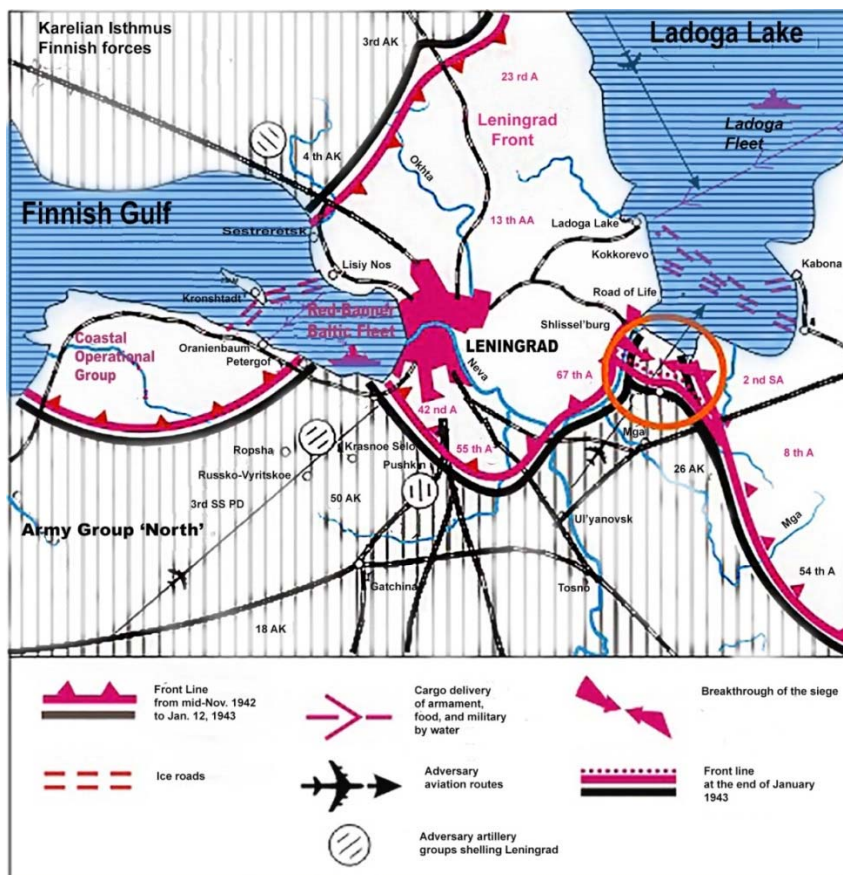 Karelian Isthmus
Finnish forces
3rd AK
Ladoga Lake
23 rd A
Leningrad
Front
Ladoga
Fleet
4 th AK
Okhta
Finnish Gulf
13 th AA
Ladoga Lake
Sestreretsk
Kokkorevo
Lisiy Nos
Kabona
Kronshtadt
Road of Life
Red-Banner
Baltic Fleet
Shlissel'burg
Coastal
Operational
Group
Oranienbaum
Petergof
LENINGRAD
Neva
67 th A
2 nd SA
42 nd A
Mga
Ropsha
Krasnoe Selo
55 th A
8 th A
Pushkin
26 AK
Russko-Vyritskoe
50 AK
3rd SS PD
Ul'yanovsk
Mga
Army Group 'North'
54 th A
Gatchina
Tosno
18 AK
Front Line
from mid-Nov. 1942
to Jan. 12, 1943
Cargo delivery
of armament,
food, and military
by water
Breakthrough of the siege
Ice roads
Adversary
aviation routes
Front line
at the end of January
1943
Adversary artillery
groups shelling Leningrad